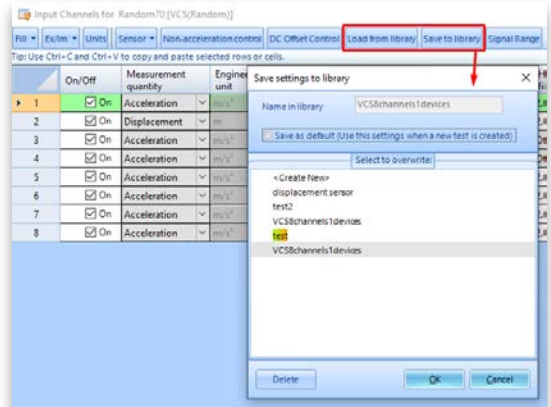 Input Channels for Random70 [VCS(Random)]
Fill Ex/Im Units Sensor Non-acceleration control DC Offset Control Load from library Save to library Signal Range
Tip: Use Ctrl+C and Ctrl+V to copy and paste selected rows or cells.
On/Off Measurement quantity unit
1 On Acceleration m/s²
2 On Displacement m
3 On Acceleration m/s²
4 On Acceleration m/s²
5 On Acceleration m/s²
6 On Acceleration m/s²
7 On Acceleration m/s²
8 On Acceleration m/s²
Save settings to library
Name in library VCS8channels1devices
Save as default (Use this settings when a new test is created)
Select to overwrite:
<Create New>
displacement sensor
test2
VCS8channels1devices
test
VCS8channels1devices
Delete OK Cancel